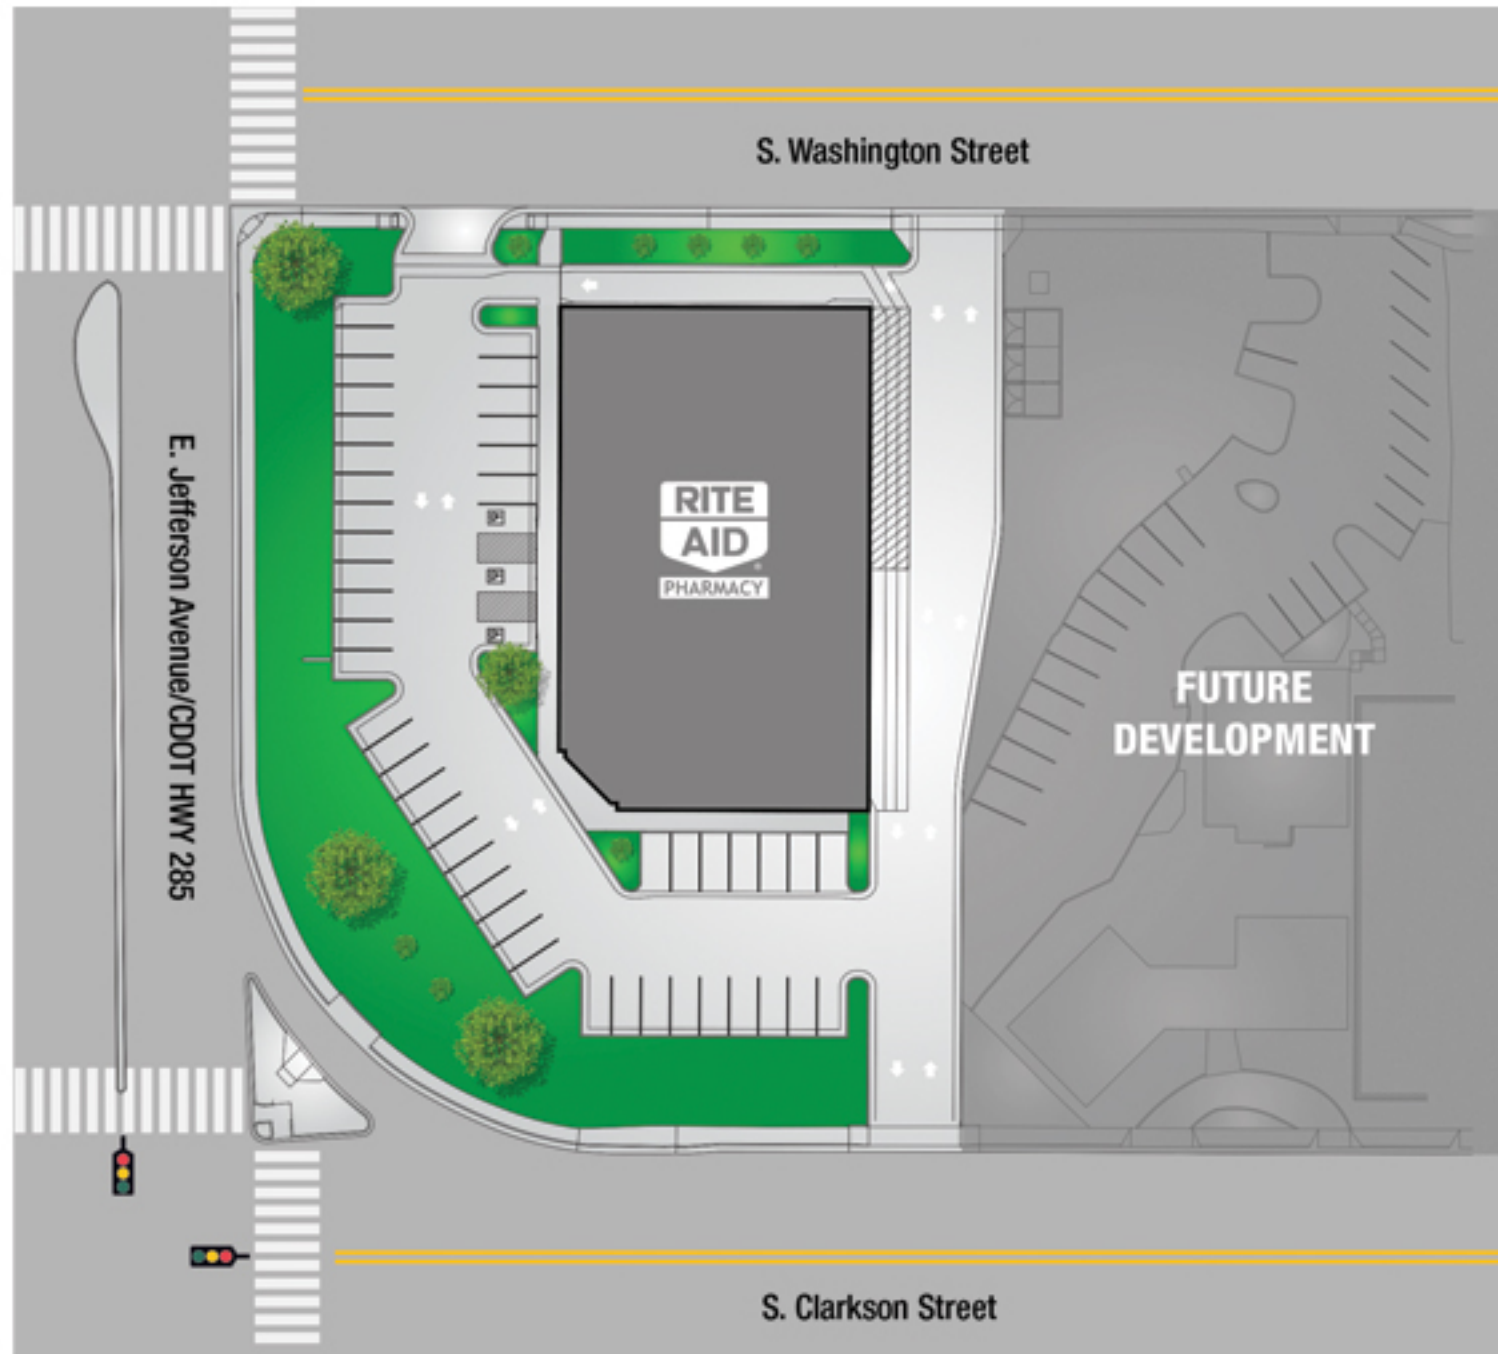 S. Washington Street
E. Jefferson Avenue/CDOT HWY 285
RITE
AID
PHARMACY
FUTURE
DEVELOPMENT
S. Clarkson Street